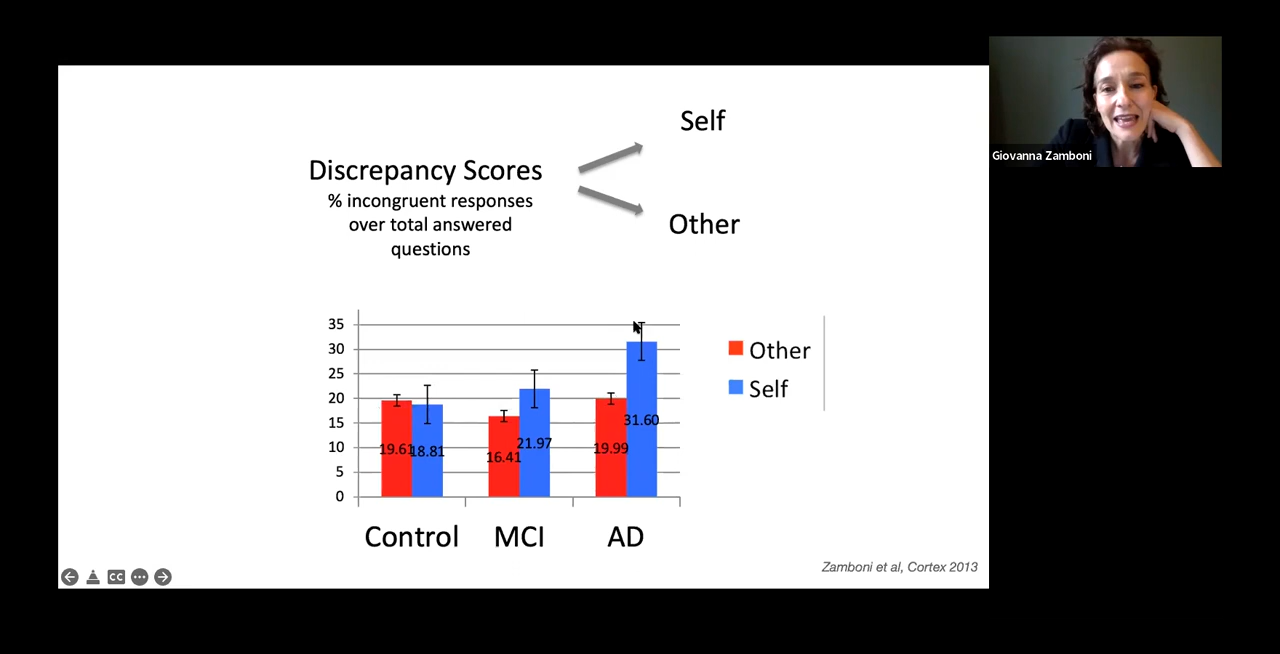 Self
Discrepancy Scores
% incongruent responses
over total answered
questions
Other
35
30
25
20
15
10
5
0
19.61
18.81
16.41
21.97
19.99
31.60
Control
MCI
AD
Other
Self
Zamboni et al, Cortex 2013
CC
Giovanna Zamboni